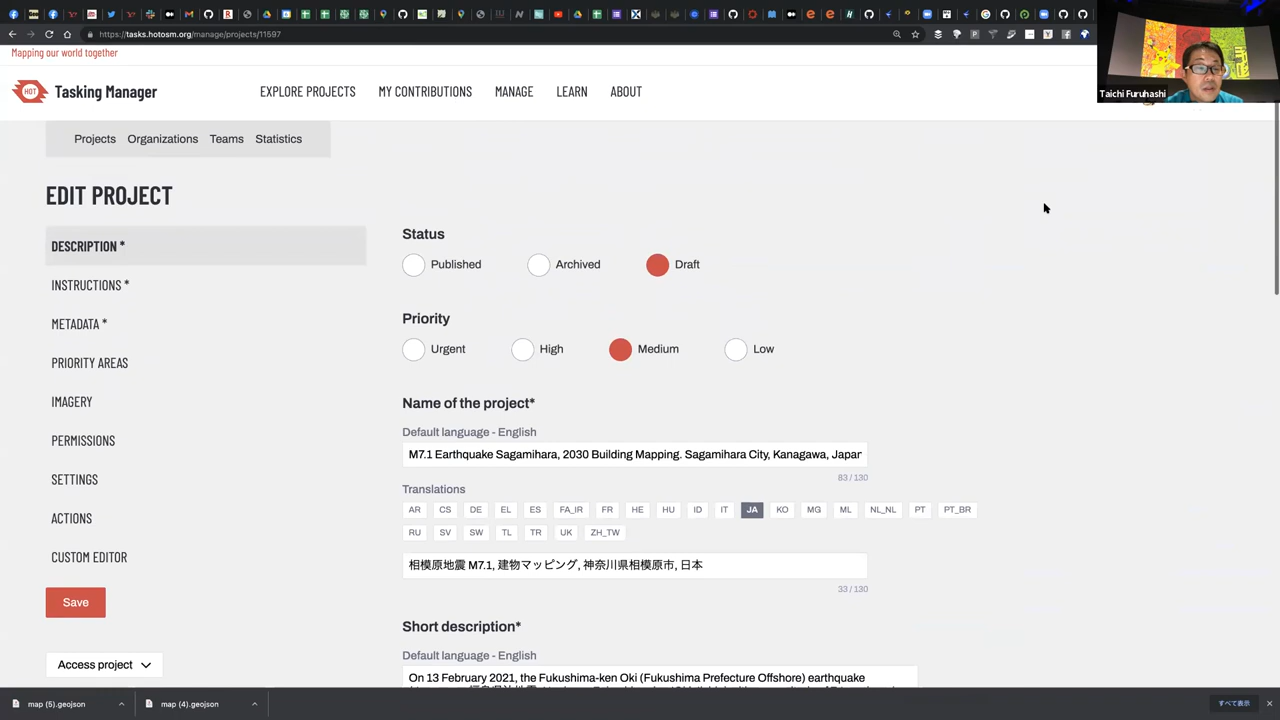 https://tasks.hotosm.org/manage/projects/11597
Mapping our world together
Taichi Furuhashi
HOT
Tasking Manager
EXPLORE PROJECTS
MY CONTRIBUTIONS
MANAGE
LEARN
ABOUT
Projects
Organizations
Teams
Statistics
EDIT PROJECT
DESCRIPTION *
INSTRUCTIONS *
METADATA *
PRIORITY AREAS
IMAGERY
PERMISSIONS
SETTINGS
ACTIONS
CUSTOM EDITOR
Save
Access project
Status
Published
Archived
Draft
Priority
Urgent
High
Medium
Low
Name of the project*
Default language - English
M7.1 Earthquake Sagamihara, 2030 Building Mapping. Sagamihara City, Kanagawa, Japan
83 / 130
Translations
AR CS DE EL ES FA_IR FR HE HU ID IT JA KO MG ML NL_NL PT PT_BR
RU SV SW TL TR UK ZH_TW
相模原地震 M7.1, 建物マッピング, 神奈川県相模原市, 日本
33 / 130
Short description*
Default language - English
On 13 February 2021, the Fukushima-ken Oki (Fukushima Prefecture Offshore) earthquake
map (5).geojson
map (4).geojson
すべて表示